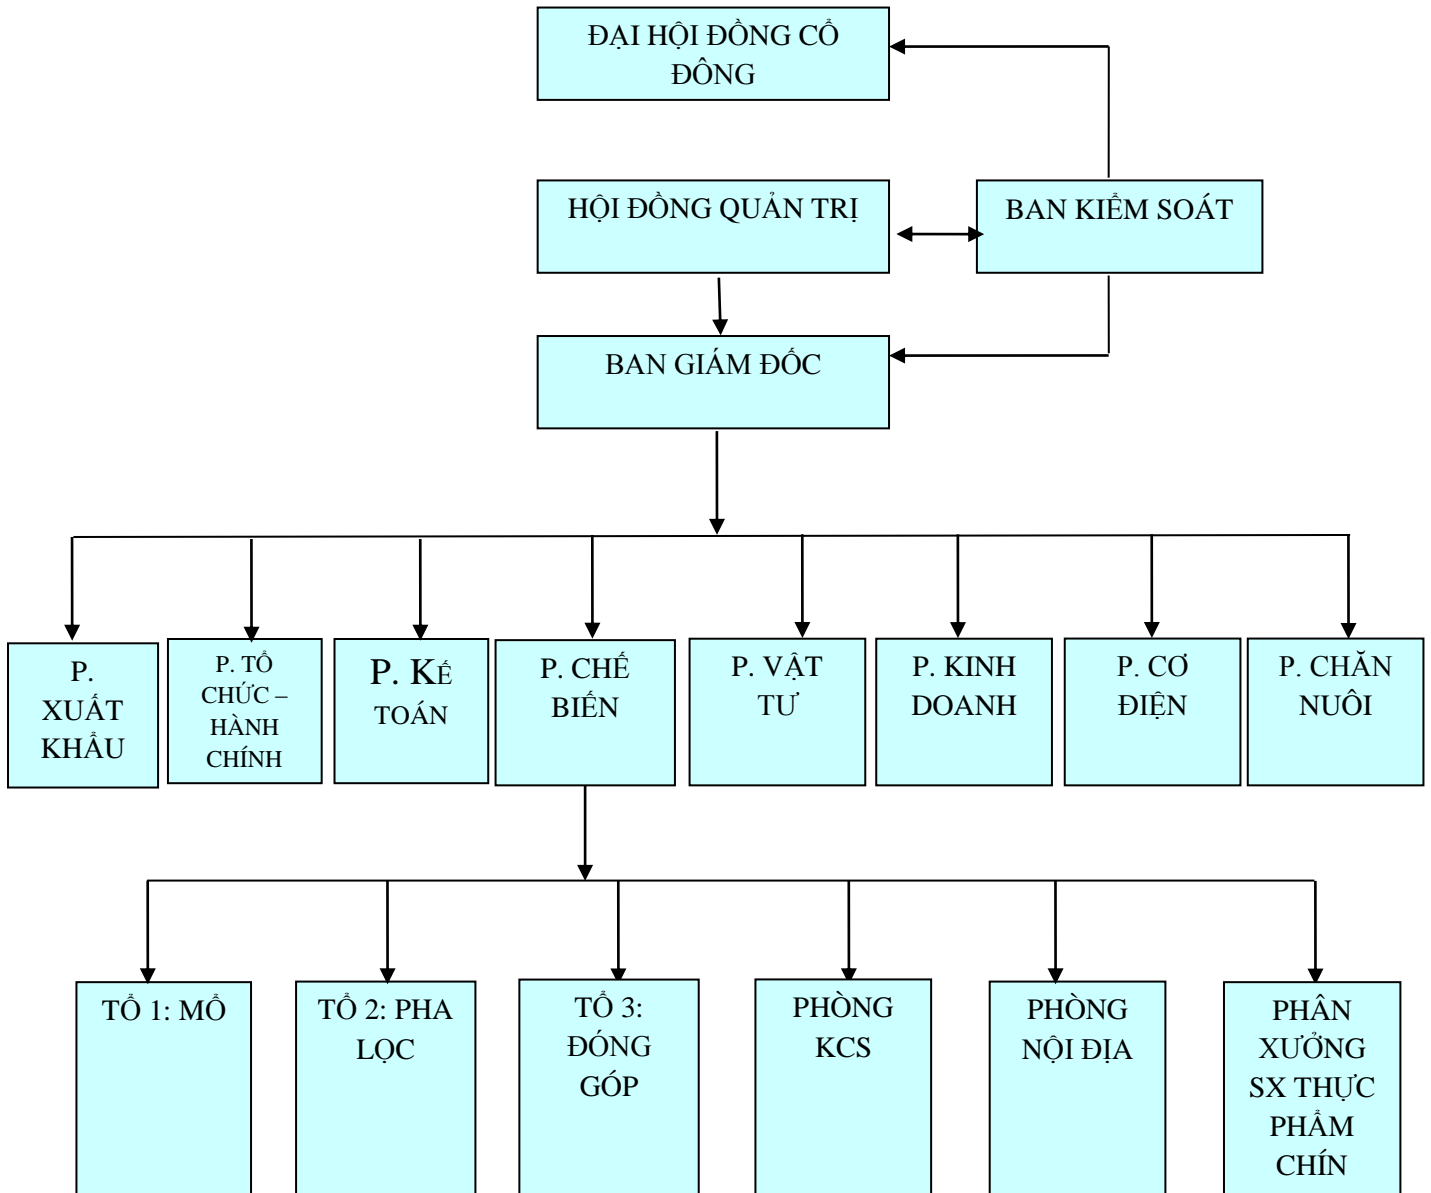 ĐẠI HỘI ĐỒNG CỔ
ĐÔNG
HỘI ĐỒNG QUẢN TRỊ
BAN KIỂM SOÁT
BAN GIÁM ĐỐC
P.
XUẤT
KHẨU
P. TỔ
CHỨC –
HÀNH
CHÍNH
P. KẾ
TOÁN
P. CHẾ
BIẾN
P. VẬT
TƯ
P. KINH
DOANH
P. CƠ
ĐIỆN
P. CHĂN
NUÔI
TỔ 1: MỔ
TỔ 2: PHA
LỌC
TỔ 3:
ĐÓNG
GÓP
PHÒNG
KCS
PHÒNG
NỘI ĐỊA
PHÂN
XƯỞNG
SX THỰC
PHẨM
CHÍN